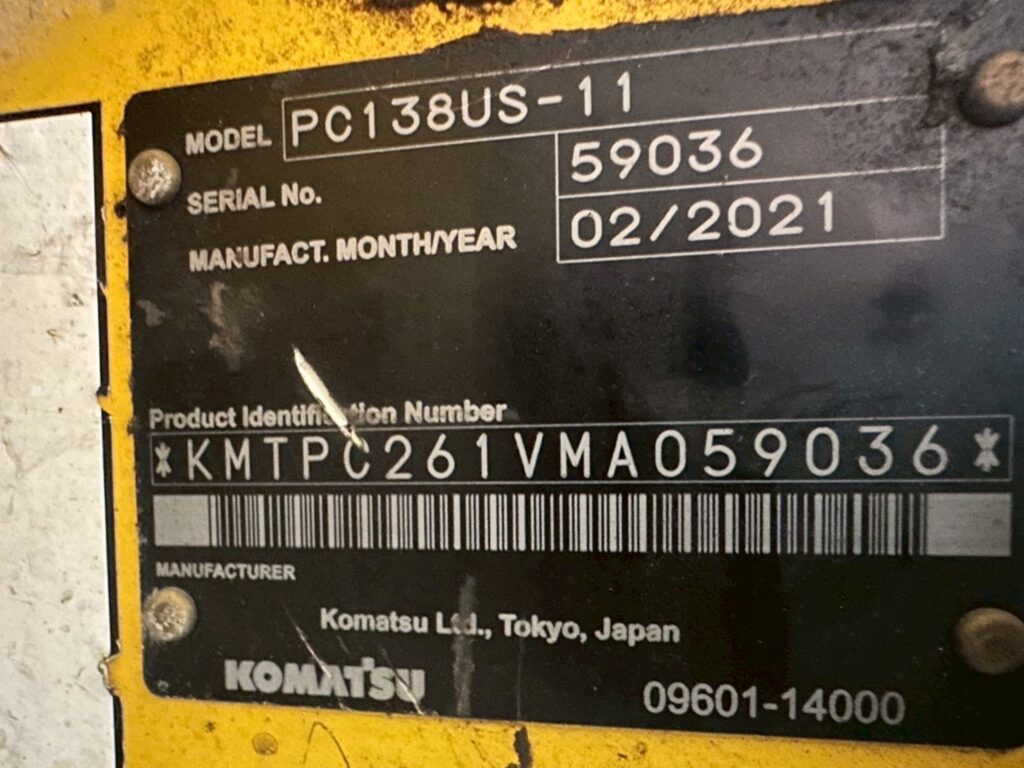 MODEL PC138US-11
SERIAL No. 59036
MANUFACT. MONTH/YEAR 02/2021
Product Identification Number
*KMTPC261VMA059036*
MANUFACTURER
Komatsu Ltd., Tokyo, Japan
KOMATSU
09601-14000